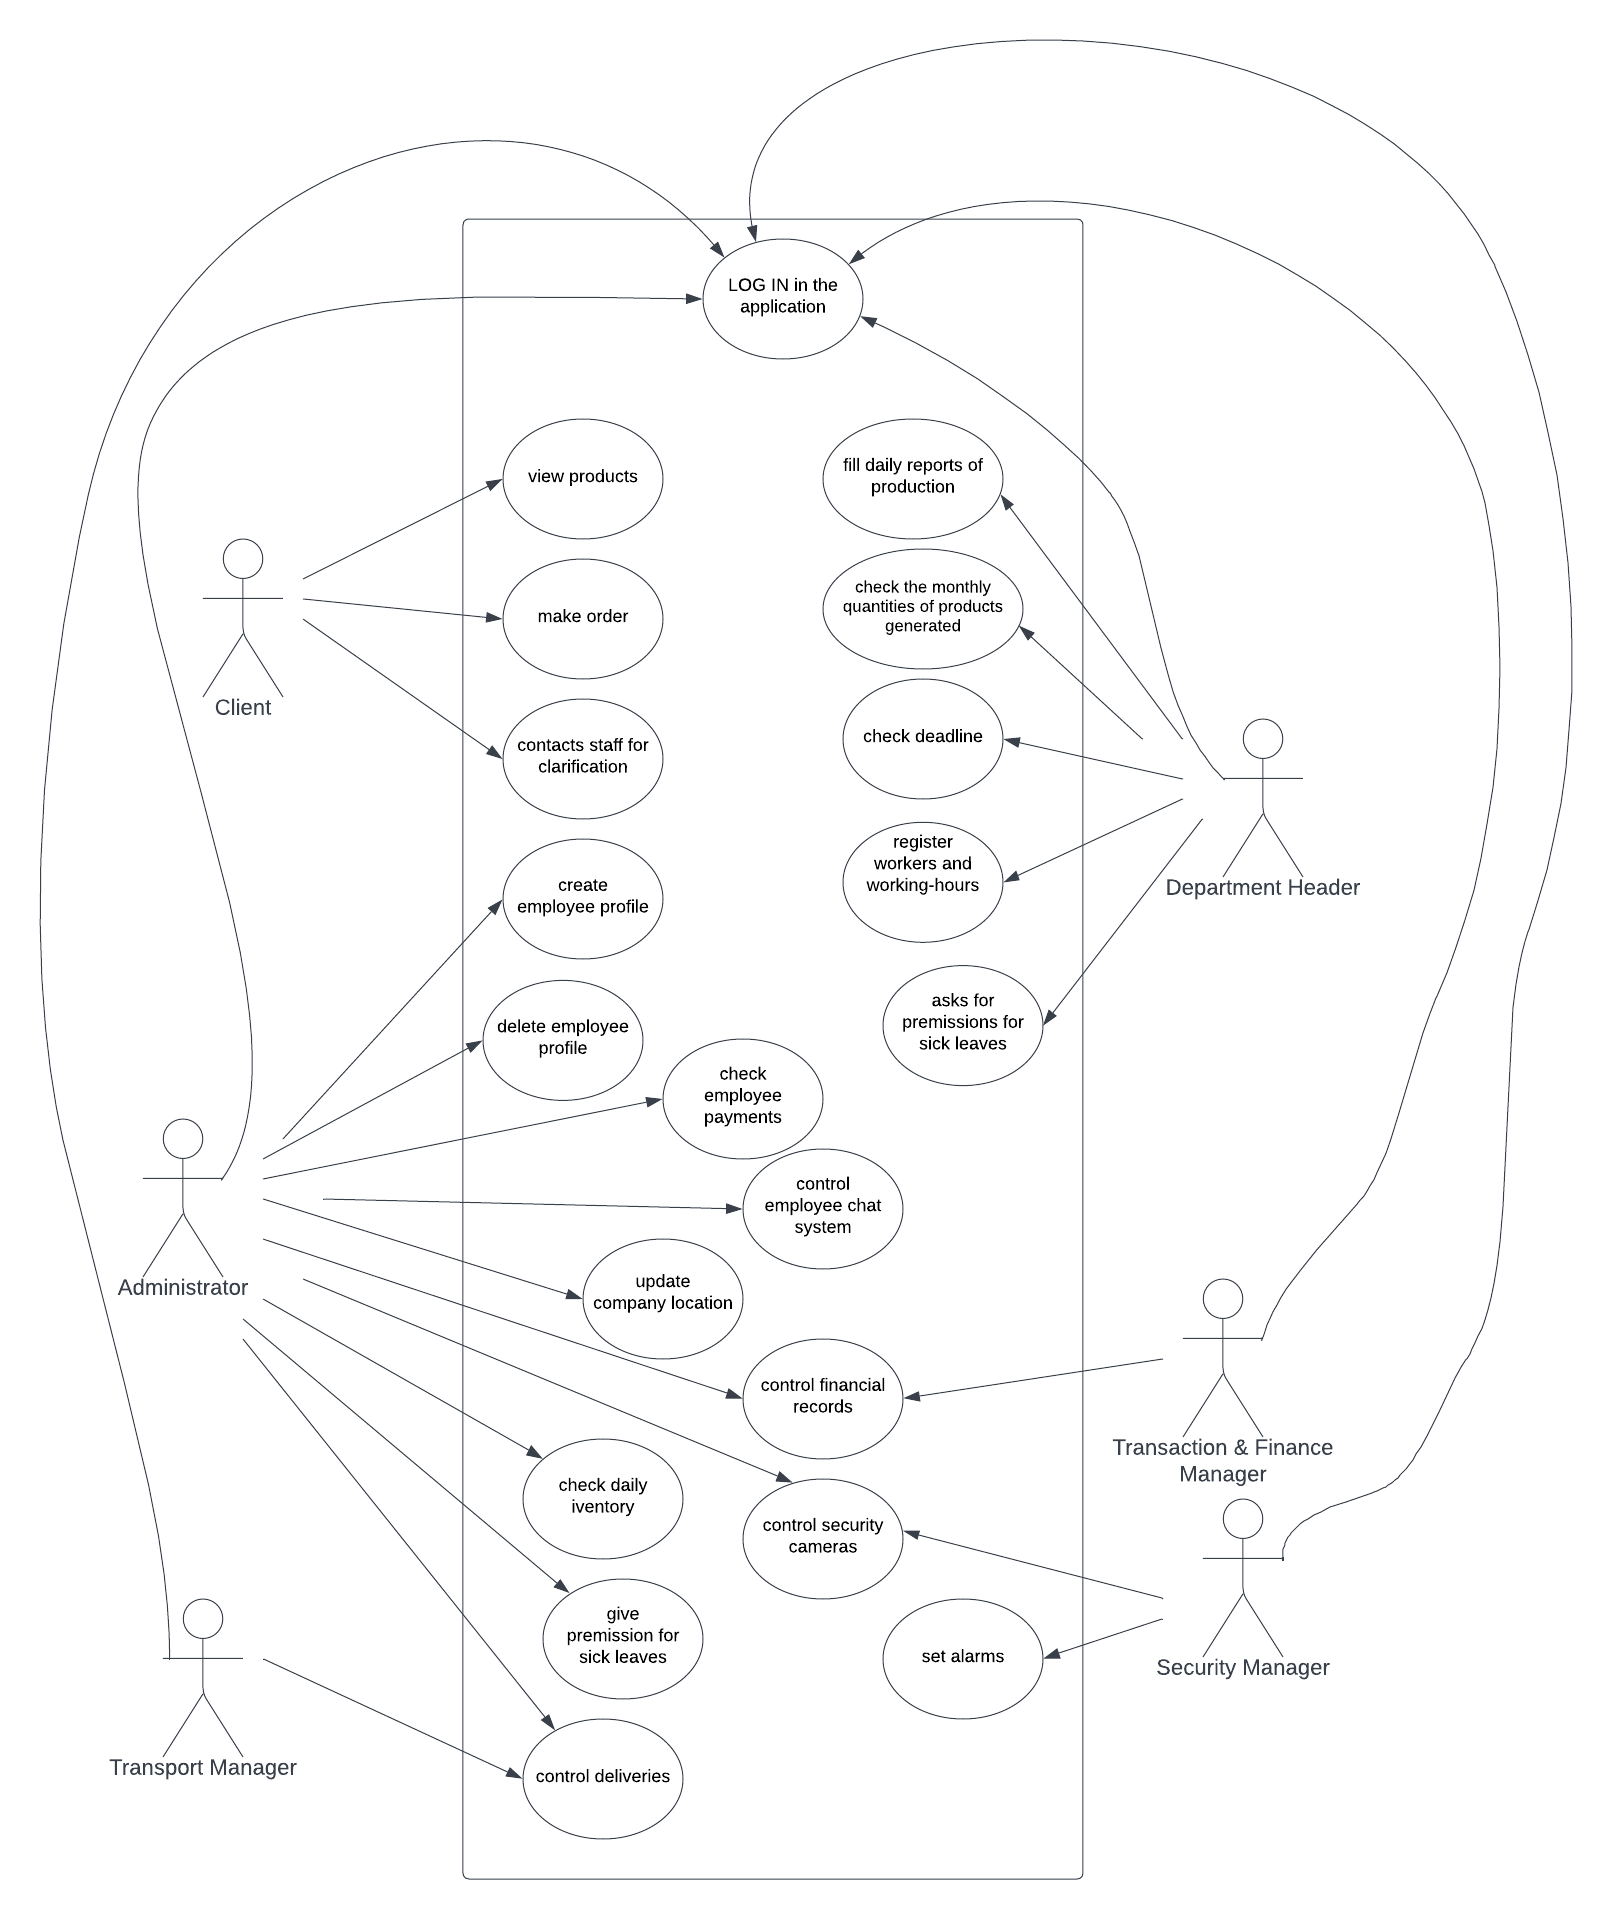 LOG IN in the
application
view products
fill daily reports of
production
make order
check the monthly
quantities of products
generated
Client
contacts staff for
clarification
check deadline
create
employee profile
register
workers and
working-hours
Department Header
delete employee
profile
asks for
premissions for
sick leaves
check
employee
payments
control
employee chat
system
Administrator
update
company location
control financial
records
Transaction & Finance
Manager
check daily
iventory
control security
cameras
give
premission for
sick leaves
set alarms
Security Manager
Transport Manager
control deliveries